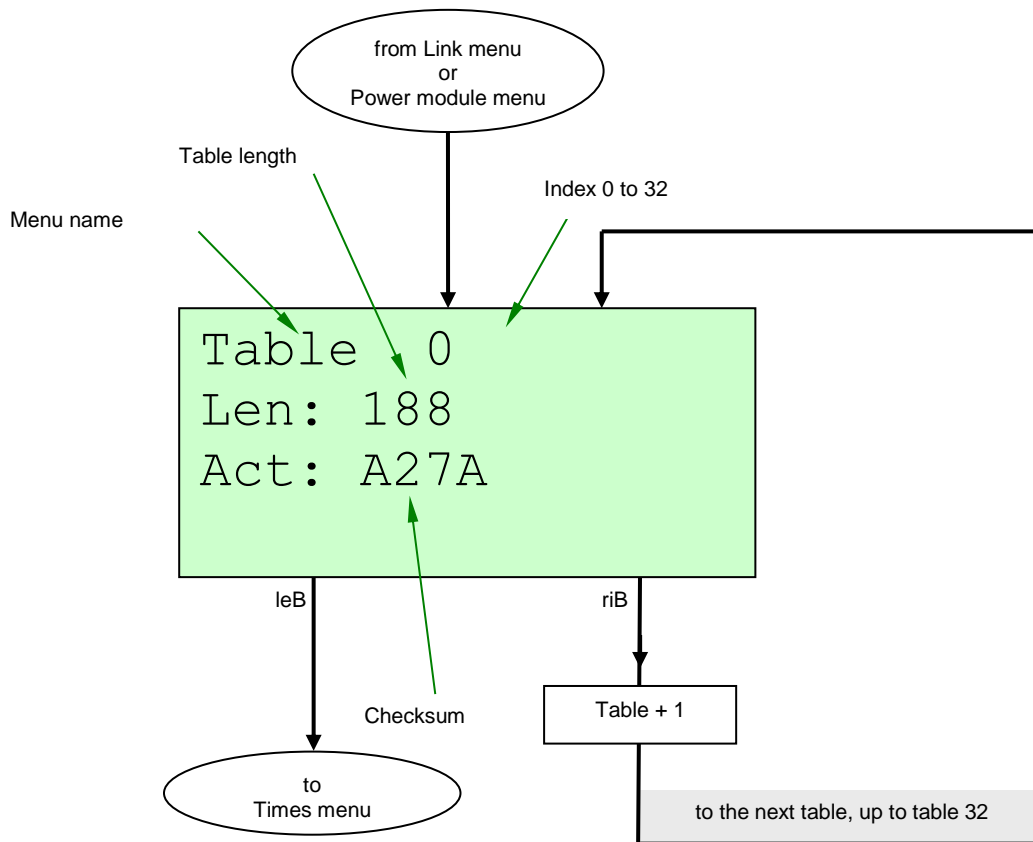 from Link menu
or
Power module menu
Table length
Index 0 to 32
Menu name
Table 0
Len: 188
Act: A27A
leB
riB
Table + 1
Checksum
to
Times menu
to the next table, up to table 32